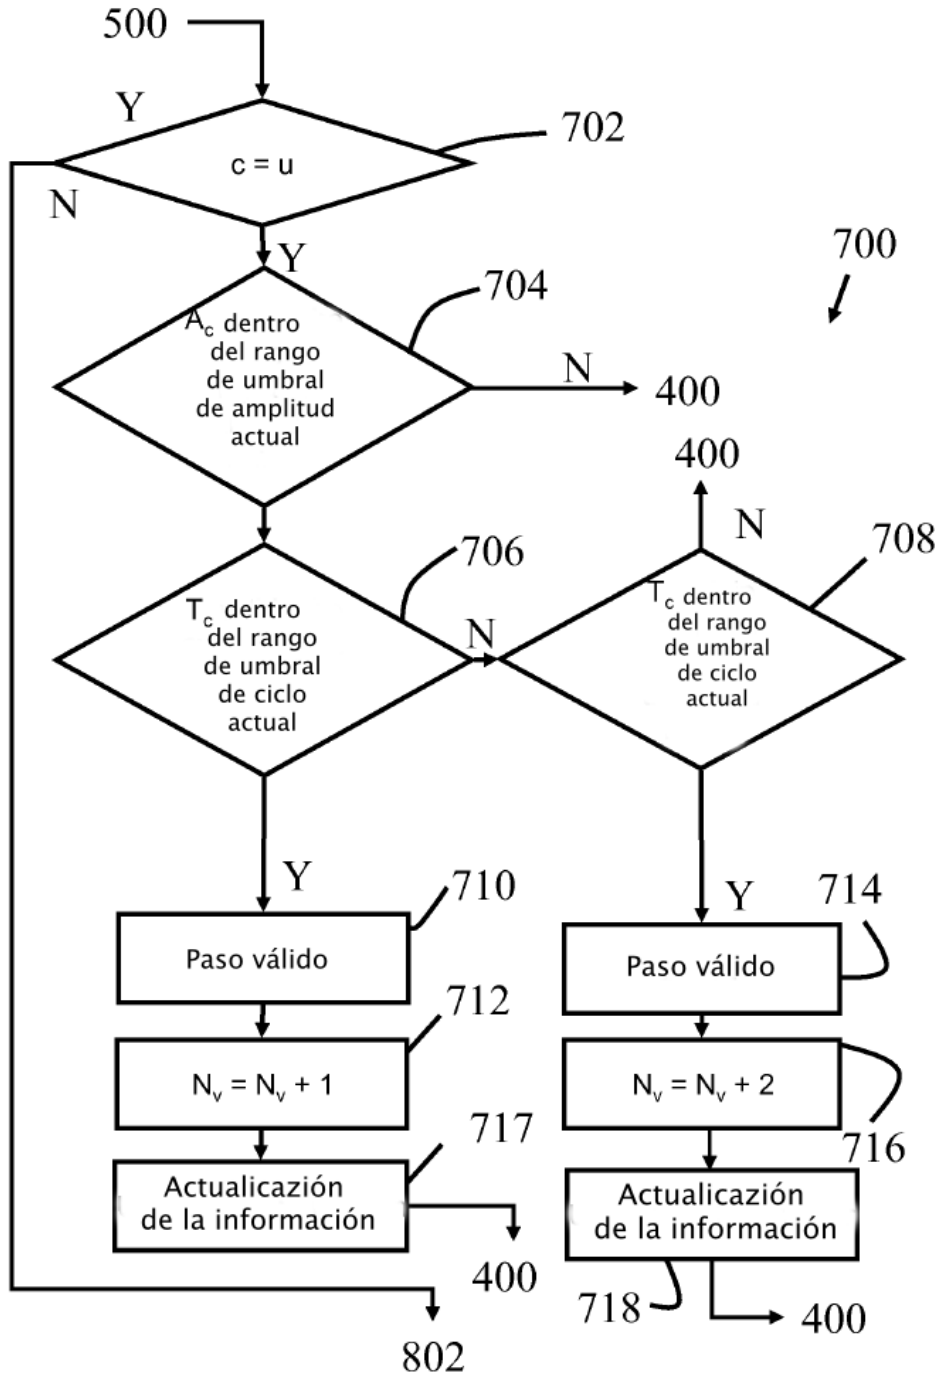 500
Y
702
c = u
N
Y
700
704
Ac dentro
del rango
de umbral
de amplitud
actual
N
400
400
N
708
706
Tc dentro
del rango
de umbral
de ciclo
actual
N
Tc dentro
del rango
de umbral
de ciclo
actual
Y
710
Paso válido
Y
714
Paso válido
712
Nv = Nv + 1
Nv = Nv + 2
716
717
Actualicazión
de la información
400
Actualicazión
de la información
718
400
802